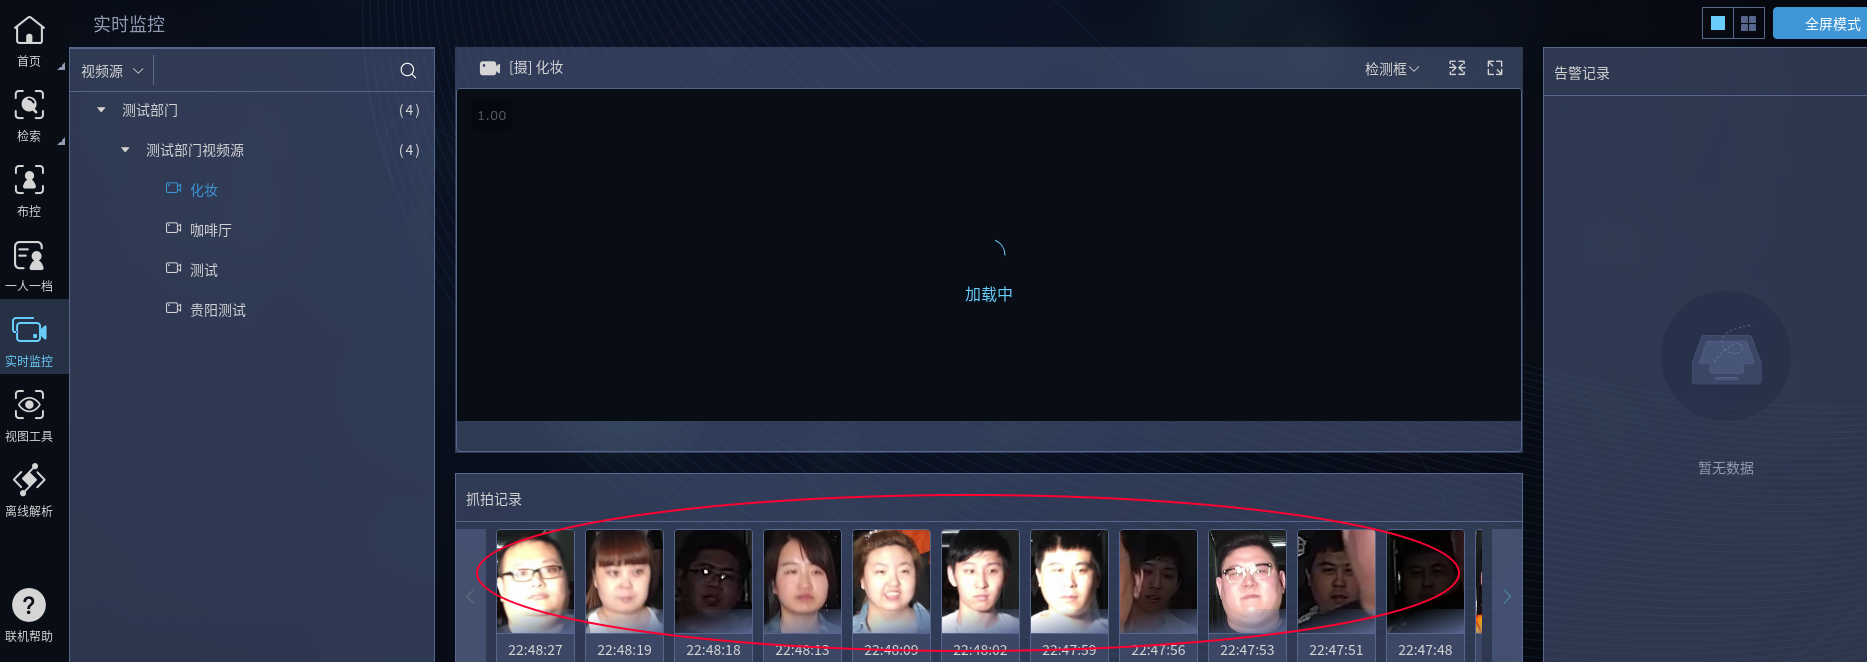 实时监控
全屏模式
首页
检索
布控
一人一档
实时监控
视图工具
离线解析
联机帮助
视频源
测试部门 (4)
测试部门视频源 (4)
化妆
咖啡厅
测试
贵阳测试
[摄] 化妆
检测框
1.00
加载中
抓拍记录
22:48:27 22:48:19 22:48:18 22:48:13 22:48:09 22:48:02 22:47:59 22:47:56 22:47:53 22:47:51 22:47:48
告警记录
暂无数据